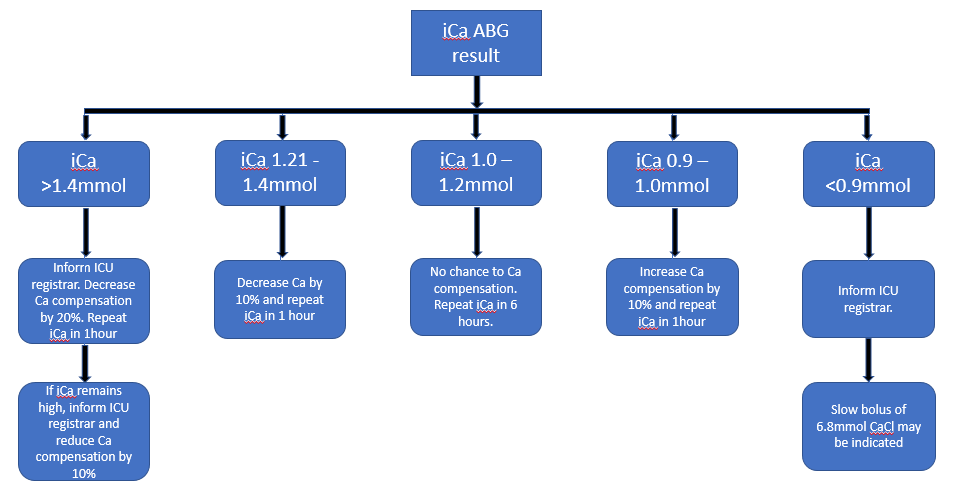 iCa ABG
result
iCa
>1.4mmol
iCa 1.21 -
1.4mmol
iCa 1.0 –
1.2mmol
iCa 0.9 –
1.0mmol
iCa
<0.9mmol
Inform ICU
registrar. Decrease
Ca compensation
by 20%. Repeat
iCa in 1hour
Decrease Ca by
10% and repeat
iCa in 1 hour
No chance to Ca
compensation.
Repeat iCa in 6
hours.
Increase Ca
compensation by
10% and repeat
iCa in 1hour
Inform ICU
registrar.
If iCa remains
high, inform ICU
registrar and
reduce Ca
compensation by
10%
Slow bolus of
6.8mmol CaCl may
be indicated